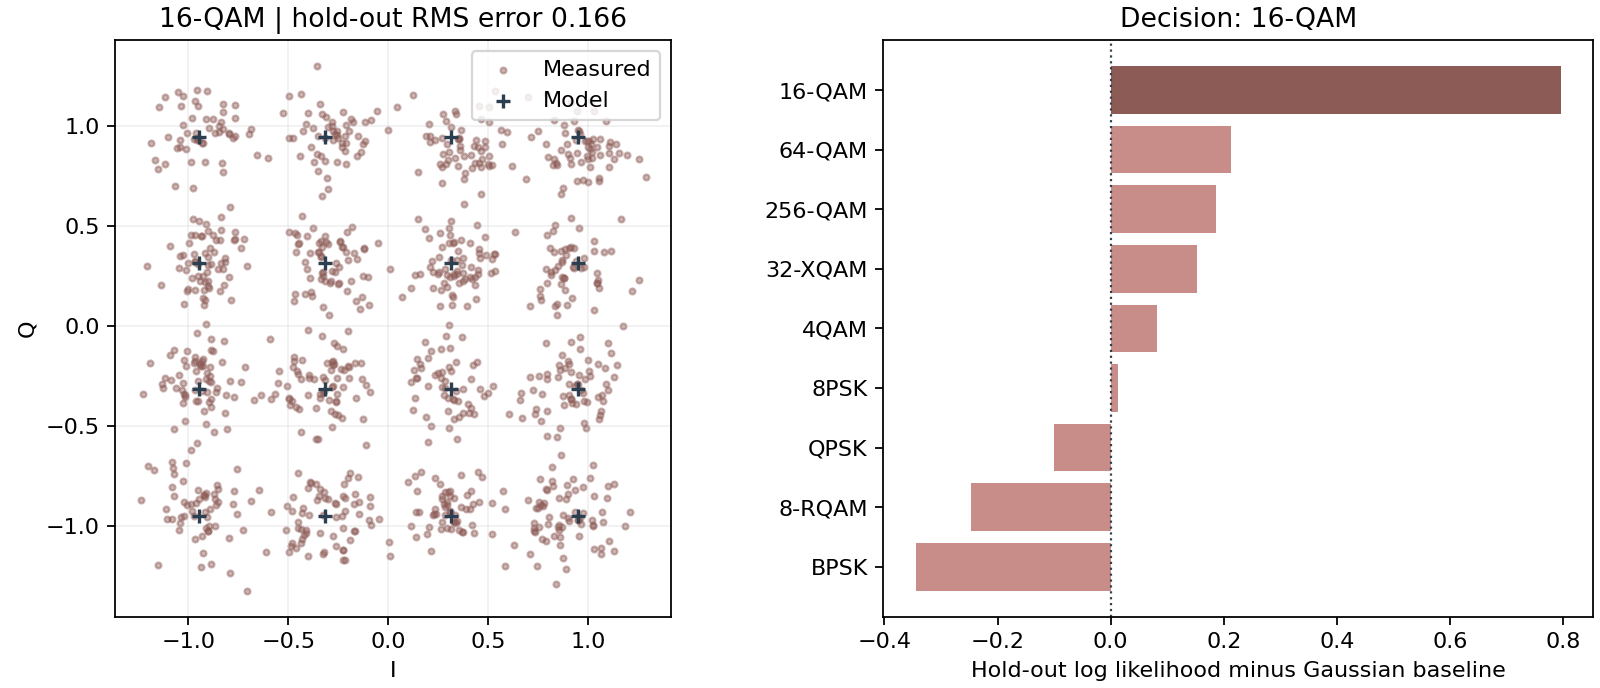 16-QAM | hold-out RMS error 0.166
Measured
Model
1.0
0.5
0.0
−0.5
−1.0
Q
−1.0
−0.5
0.0
0.5
1.0
I
Decision: 16-QAM
16-QAM
64-QAM
256-QAM
32-XQAM
4QAM
8PSK
QPSK
8-RQAM
BPSK
−0.4
−0.2
0.0
0.2
0.4
0.6
0.8
Hold-out log likelihood minus Gaussian baseline